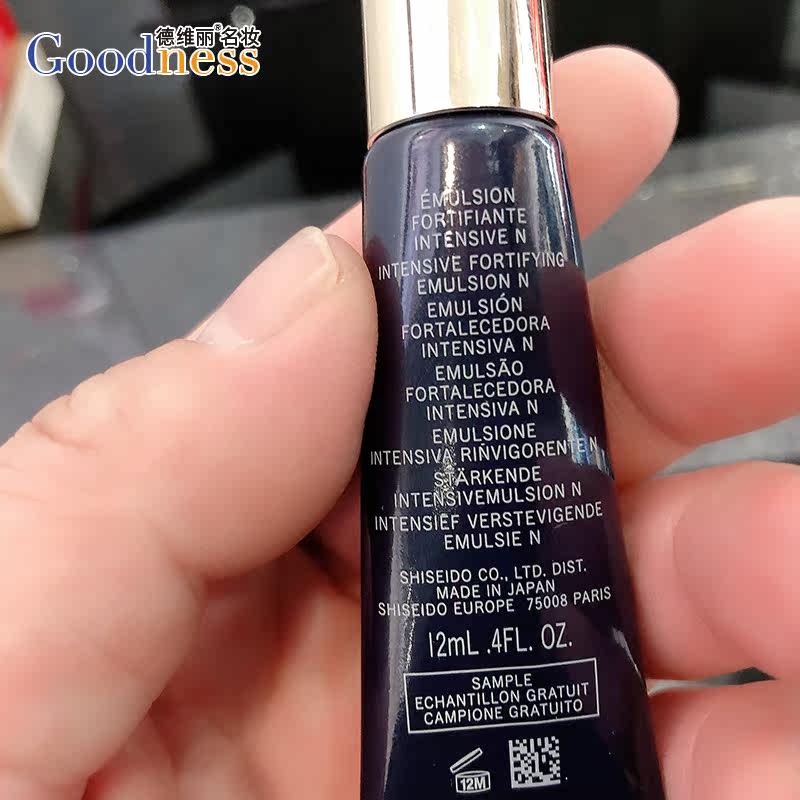 德维丽®名妆
Goodness
ÉMULSION
FORTIFIANTE
INTENSIVE N
INTENSIVE FORTIFYING
EMULSION N
EMULSIÓN
FORTALECEDORA
INTENSIVA N
EMULSÃO
FORTALECEDORA
INTENSIVA N
EMULSIONE
INTENSIVA RINVIGORENTE N
STÄRKENDE
INTENSIVEMULSION N
INTENSIEF VERSTEVIGENDE
EMULSIE N
SHISEIDO CO., LTD. DIST.
MADE IN JAPAN
SHISEIDO EUROPE 75008 PARIS
12mL .4FL. OZ.
SAMPLE
ECHANTILLON GRATUIT
CAMPIONE GRATUITO
12M